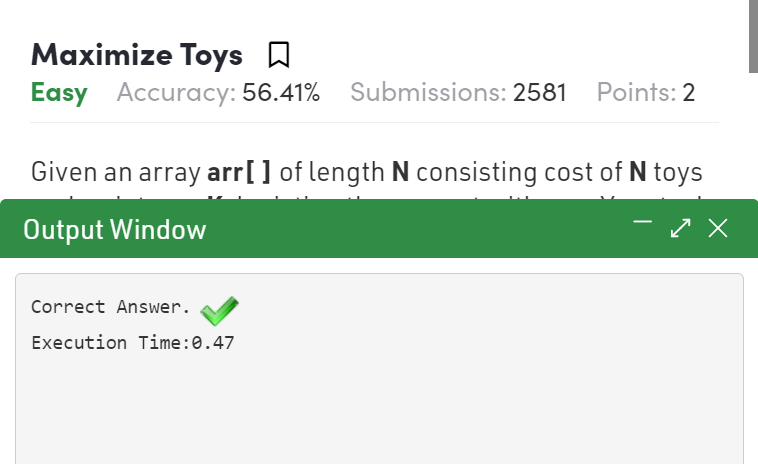 Maximize Toys
Easy Accuracy: 56.41% Submissions: 2581 Points: 2
Given an array arr[ ] of length N consisting cost of N toys
Output Window
Correct Answer.
Execution Time:0.47